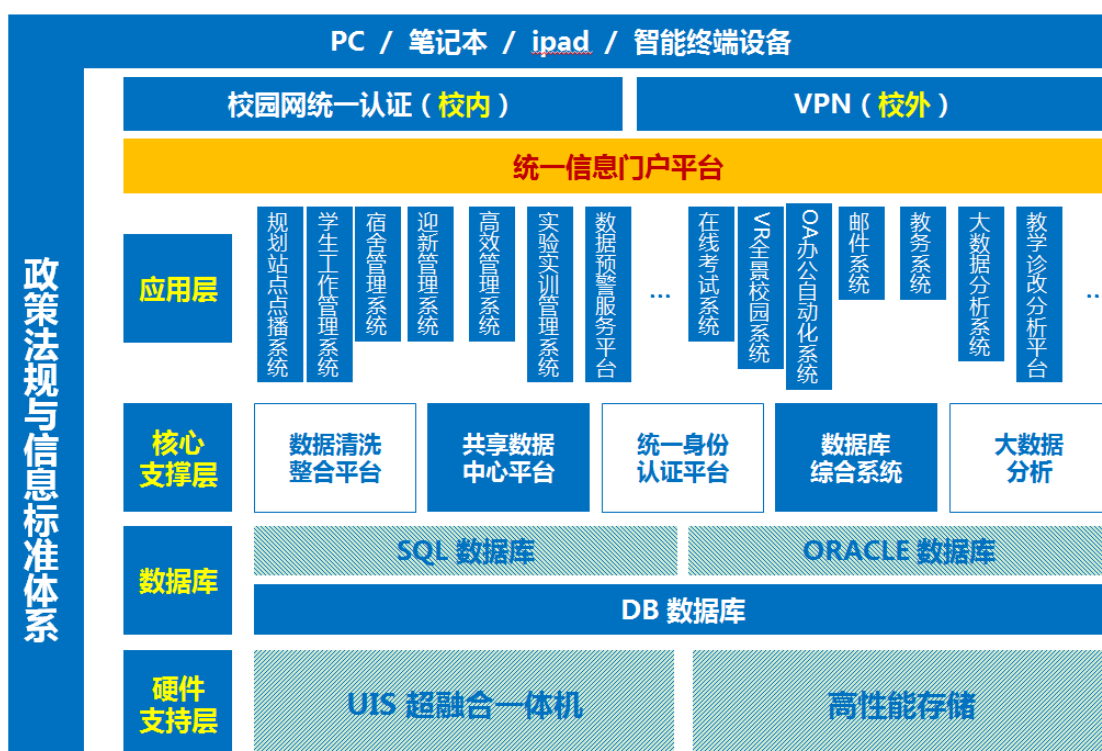 PC / 笔记本 / ipad / 智能终端设备
校园网统一认证（校内）
VPN（校外）
统一信息门户平台
政策法规与信息标准体系
应用层
规划站点点播系统
学生工作管理系统
宿舍管理系统
迎新管理系统
高效管理系统
实验实训管理系统
数据预警服务平台
...
在线考试系统
VR全景校园系统
OA办公自动化系统
邮件系统
教务系统
大数据分析系统
教学诊改分析平台
...
核心
支撑层
数据清洗
整合平台
共享数据
中心平台
统一身份
认证平台
数据库
综合系统
大数据
分析
数据库
SQL 数据库
ORACLE 数据库
DB 数据库
硬件
支持层
UIS 超融合一体机
高性能存储